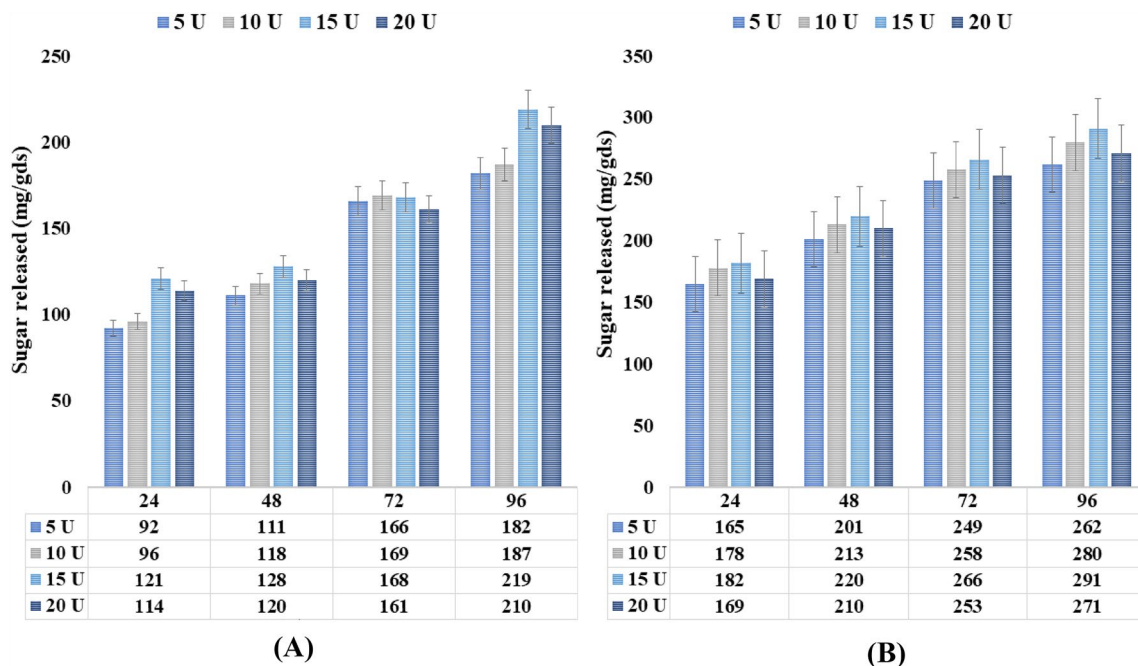 5 U 10 U 15 U 20 U
Sugar released (mg/gds)
250
200
150
100
50
0
24 48 72 96
5 U 92 111 166 182
10 U 96 118 169 187
15 U 121 128 168 219
20 U 114 120 161 210
(A)
5 U 10 U 15 U 20 U
Sugar released (mg/gds)
350
300
250
200
150
100
50
0
24 48 72 96
5 U 165 201 249 262
10 U 178 213 258 280
15 U 182 220 266 291
20 U 169 210 253 271
(B)